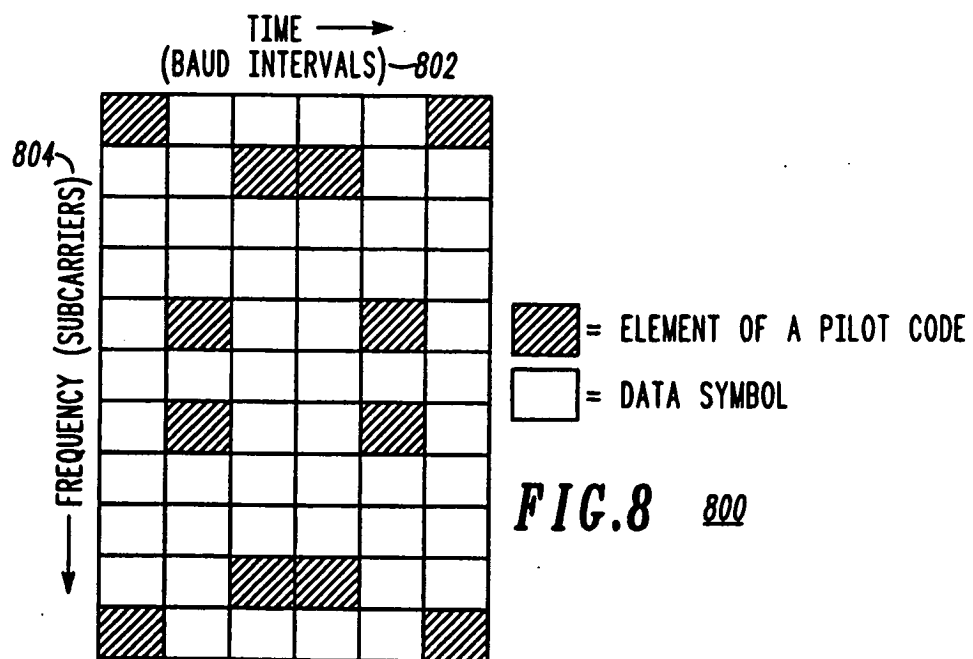 TIME
(BAUD INTERVALS) 802
804
FREQUENCY (SUBCARRIERS)
= ELEMENT OF A PILOT CODE
= DATA SYMBOL
FIG.8 800